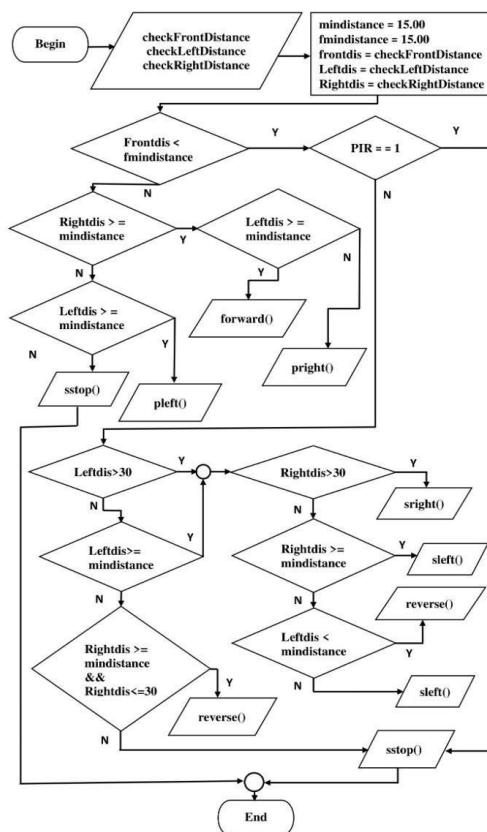 Begin
checkFrontDistance
checkLeftDistance
checkRightDistance
mindistance = 15.00
fmindistance = 15.00
frontdis = checkFrontDistance
Leftdis = checkLeftDistance
Rightdis = checkRightDistance
Frontdis <
fmindistance
Y
PIR = = 1
Y
N
N
Rightdis >=
mindistance
Y
Leftdis >=
mindistance
N
N
Y
Leftdis >=
mindistance
forward()
N
Y
sstop()
pleft()
pright()
Leftdis>30
Y
Rightdis>30
Y
N
N
sright()
Leftdis>=
mindistance
Y
Rightdis >=
mindistance
Y
sleft()
N
N
reverse()
Rightdis >=
mindistance
&&
Rightdis<=30
Leftdis <
mindistance
Y
Y
N
reverse()
sleft()
N
sstop()
End